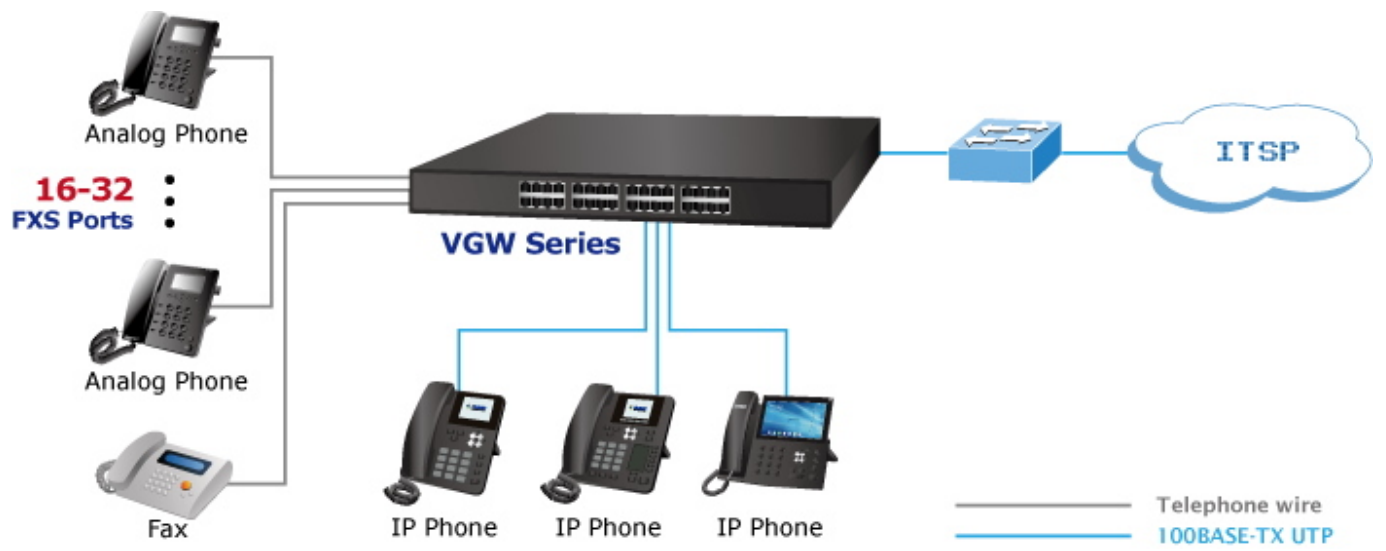 Analog Phone
16-32
FXS Ports
VGW Series
ITSP
Analog Phone
Fax
IP Phone
IP Phone
IP Phone
Telephone wire
100BASE-TX UTP